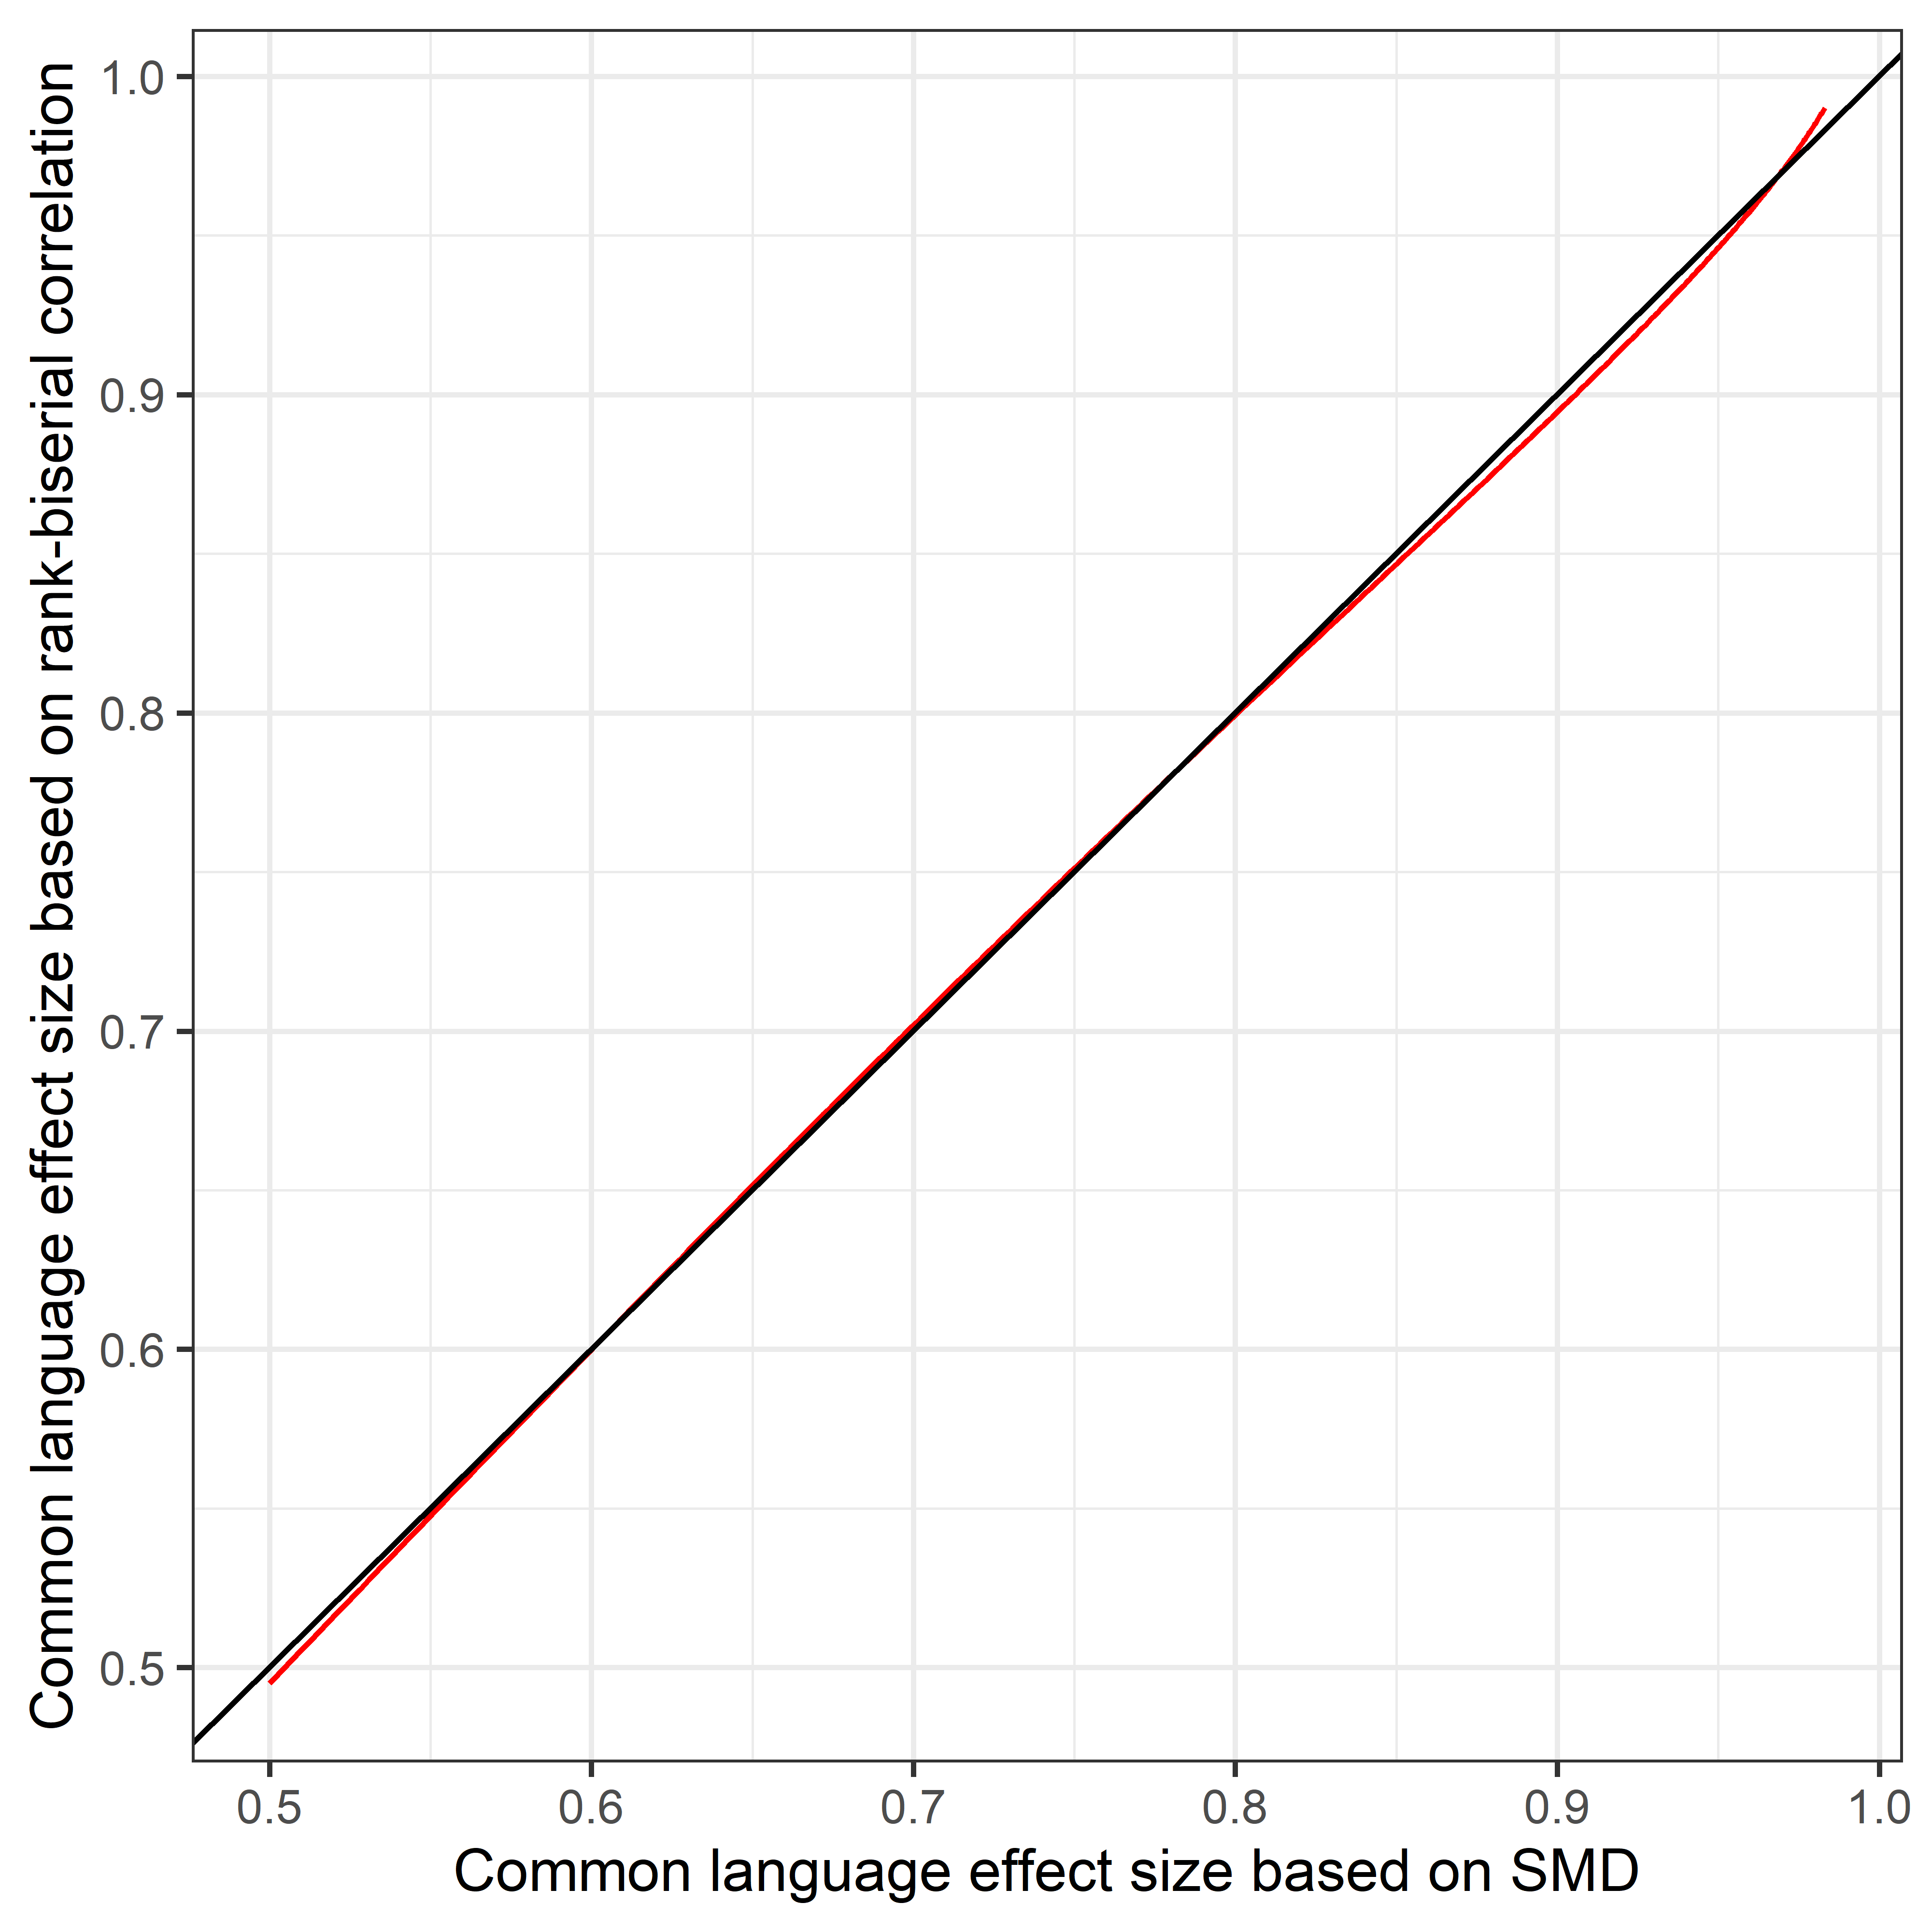 Common language effect size based on rank-biserial correlation
1.0
0.9
0.8
0.7
0.6
0.5
0.5 0.6 0.7 0.8 0.9 1.0
Common language effect size based on SMD